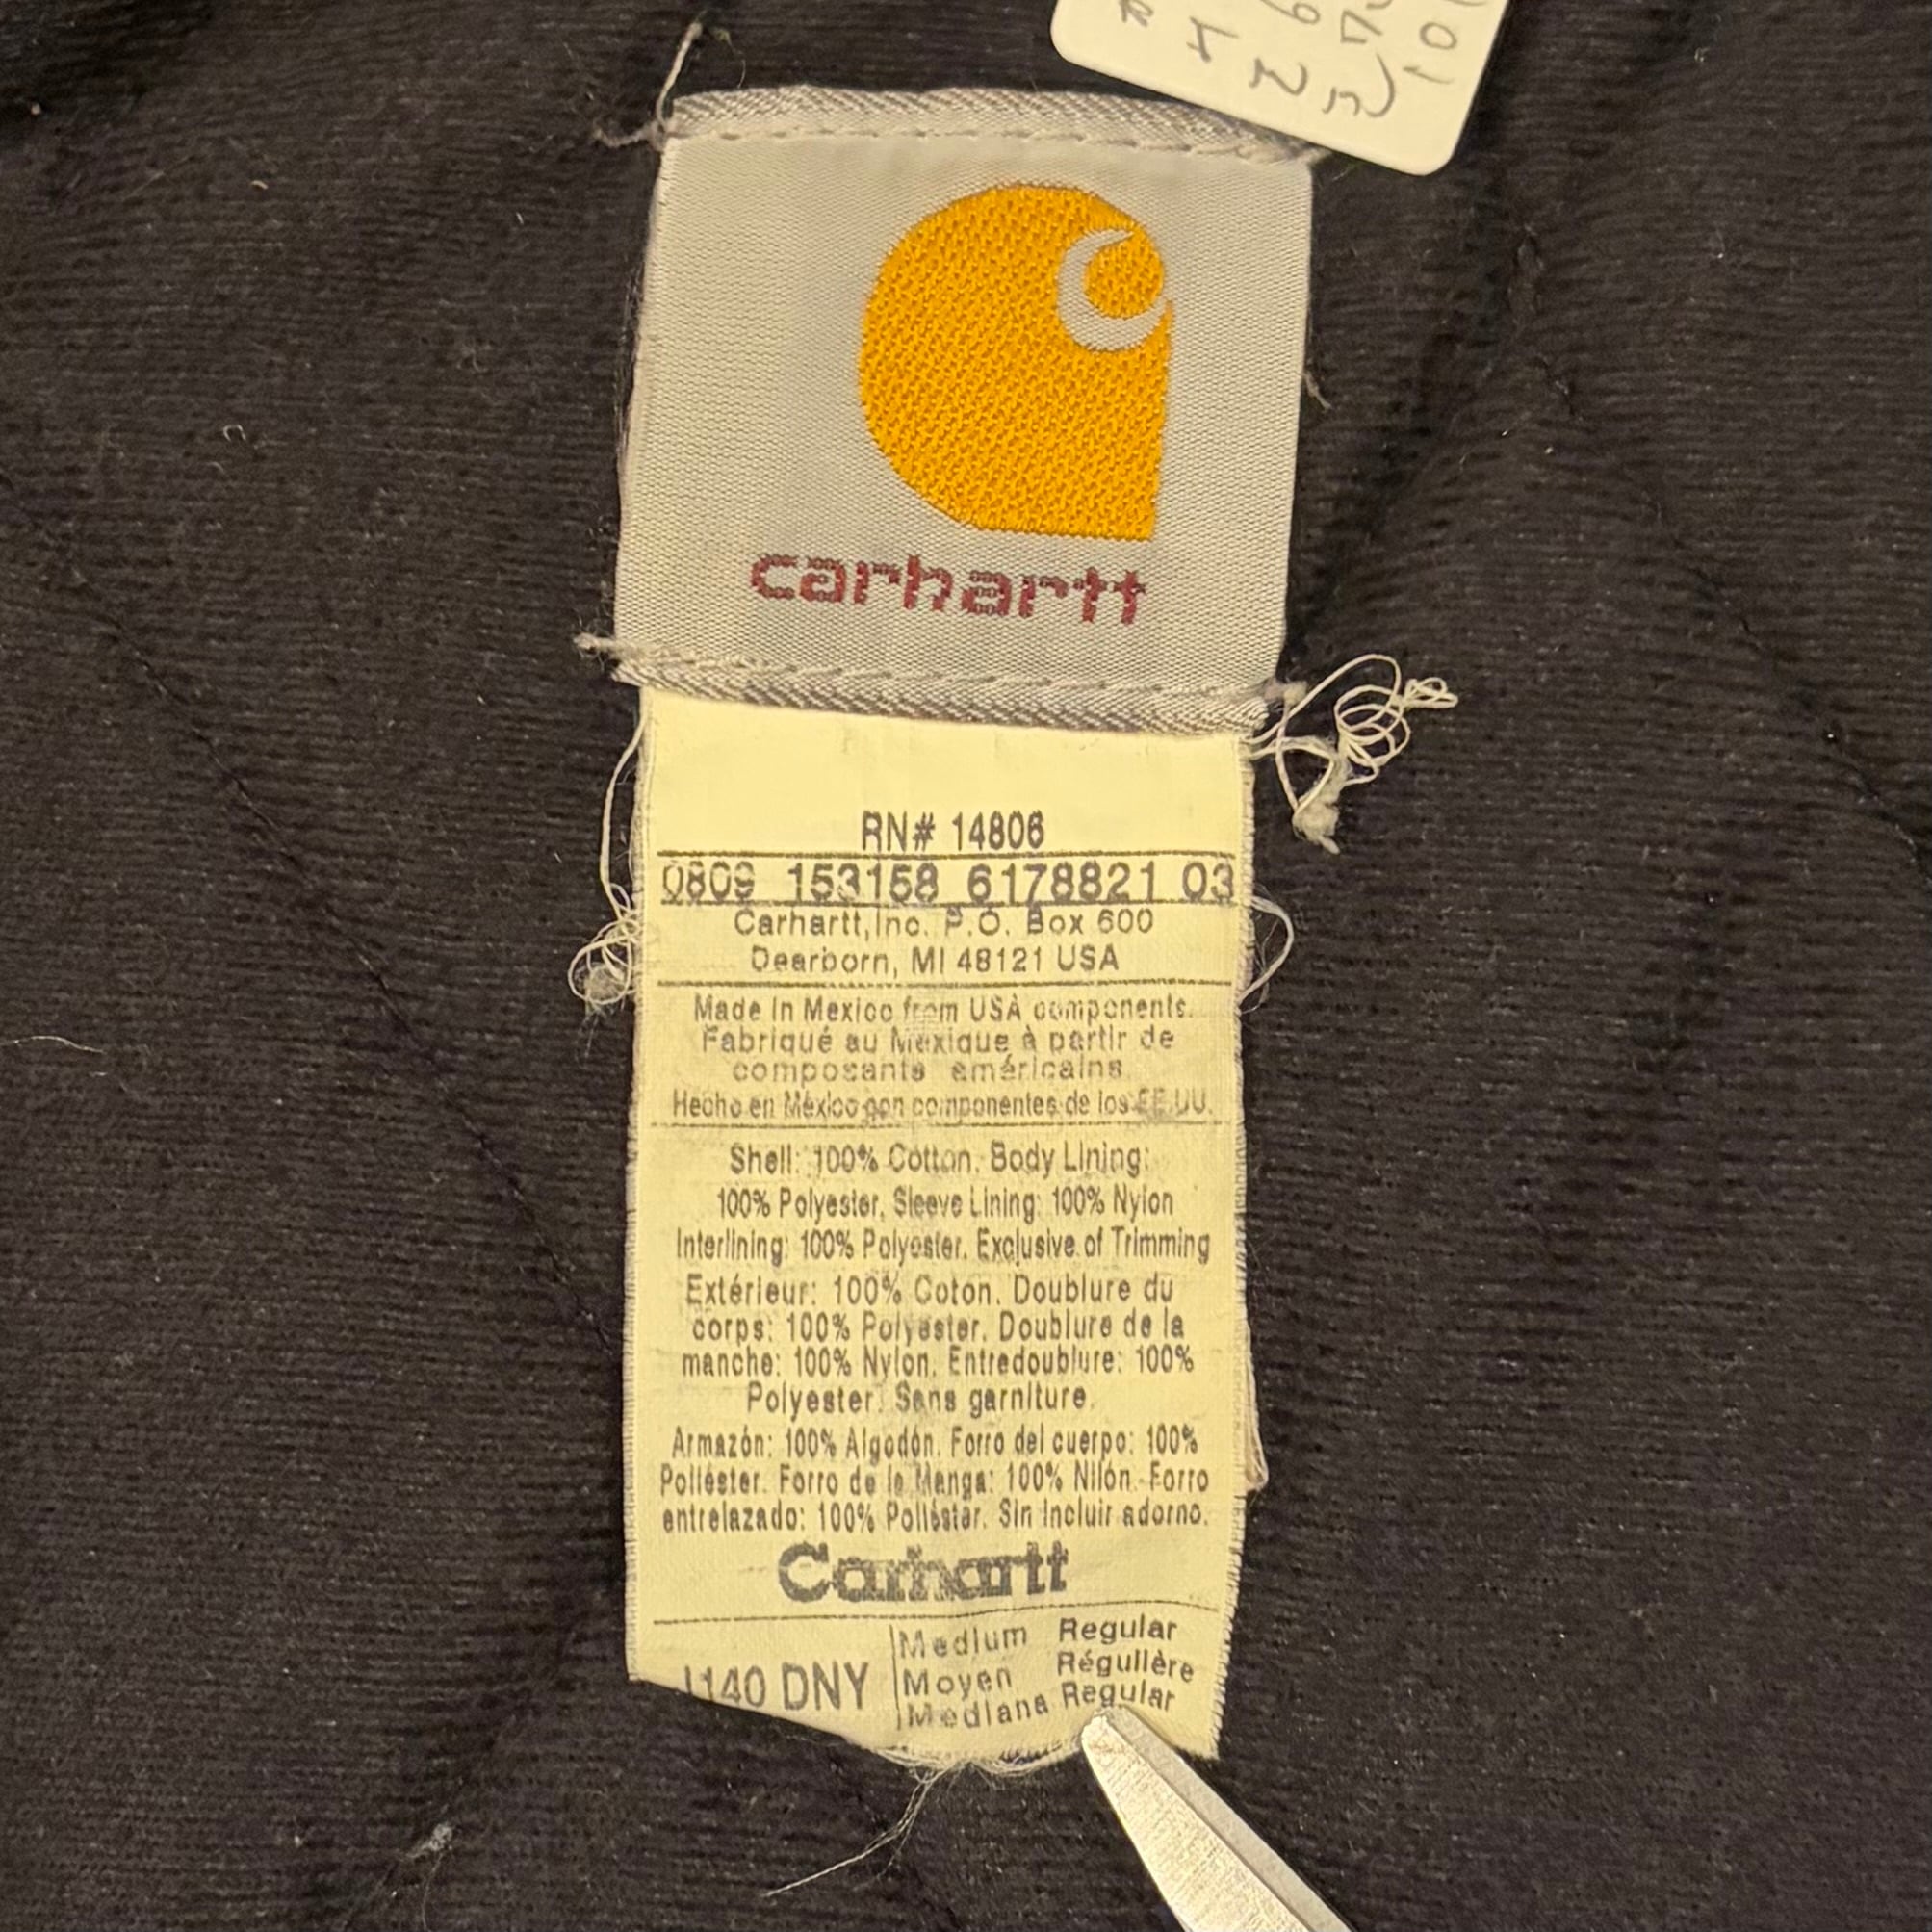 carhartt
RN# 14806
0809 153158 6178821 03
Carhartt,Inc. P.O. Box 600
Dearborn, MI 48121 USA
Made In Mexico from USA components.
Fabriqué au Mexique à partir de
composants américains
Hecho en México con componentes de los EE.UU.
Shell: 100% Cotton. Body Lining:
100% Polyester, Sleeve Lining: 100% Nylon
Interlining: 100% Polyester. Exclusive of Trimming
Extérieur: 100% Coton. Doublure du
corps: 100% Polyester. Doublure de la
manche: 100% Nylon. Entredoublure: 100%
Polyester. Sans garniture.
Armazón: 100% Algodón. Forro del cuerpo: 100%
Poliéster. Forro de la Manga: 100% Nilón. Forro
entrelazado: 100% Poliéster. Sin Incluir adorno.
Carhartt
J140 DNY
Medium Regular
Moyen Régulière
Mediana Regular